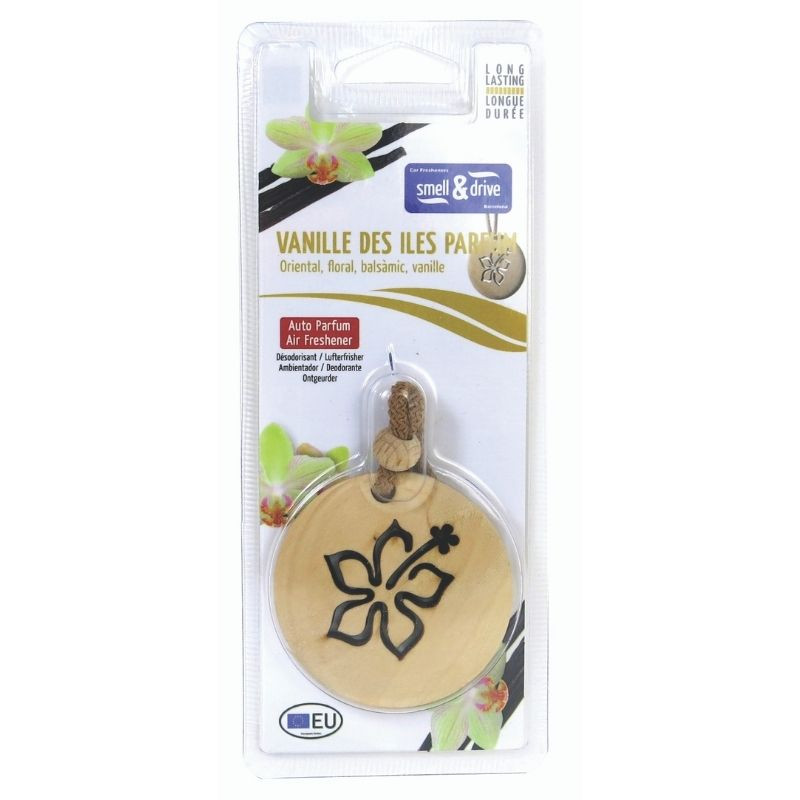 LONG
LASTING
LONGUE
DURÉE
Car Fresheners
smell & drive
Barcelona
VANILLE DES ILES PARFUM
Oriental, floral, balsàmic, vanille
Auto Parfum
Air Freshener
Désodorisant / Lufterfrisher
Ambientador / Deodorante
Ontgeurder
EU